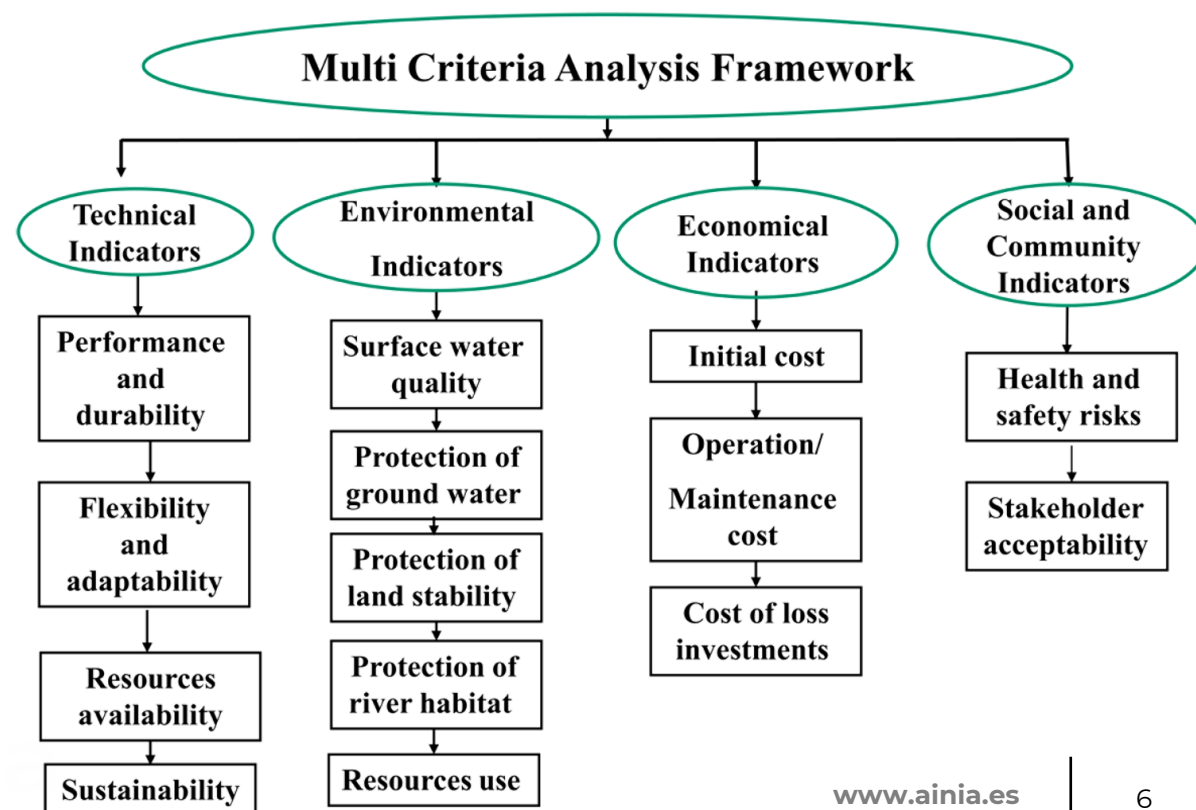 Multi Criteria Analysis Framework
Technical
Indicators
Performance
and
durability
Flexibility
and
adaptability
Resources
availability
Sustainability
Environmental
Indicators
Surface water
quality
Protection of
ground water
Protection of
land stability
Protection of
river habitat
Resources use
Economical
Indicators
Initial cost
Operation/
Maintenance
cost
Cost of loss
investments
Social and
Community
Indicators
Health and
safety risks
Stakeholder
acceptability
www.ainia.es
6